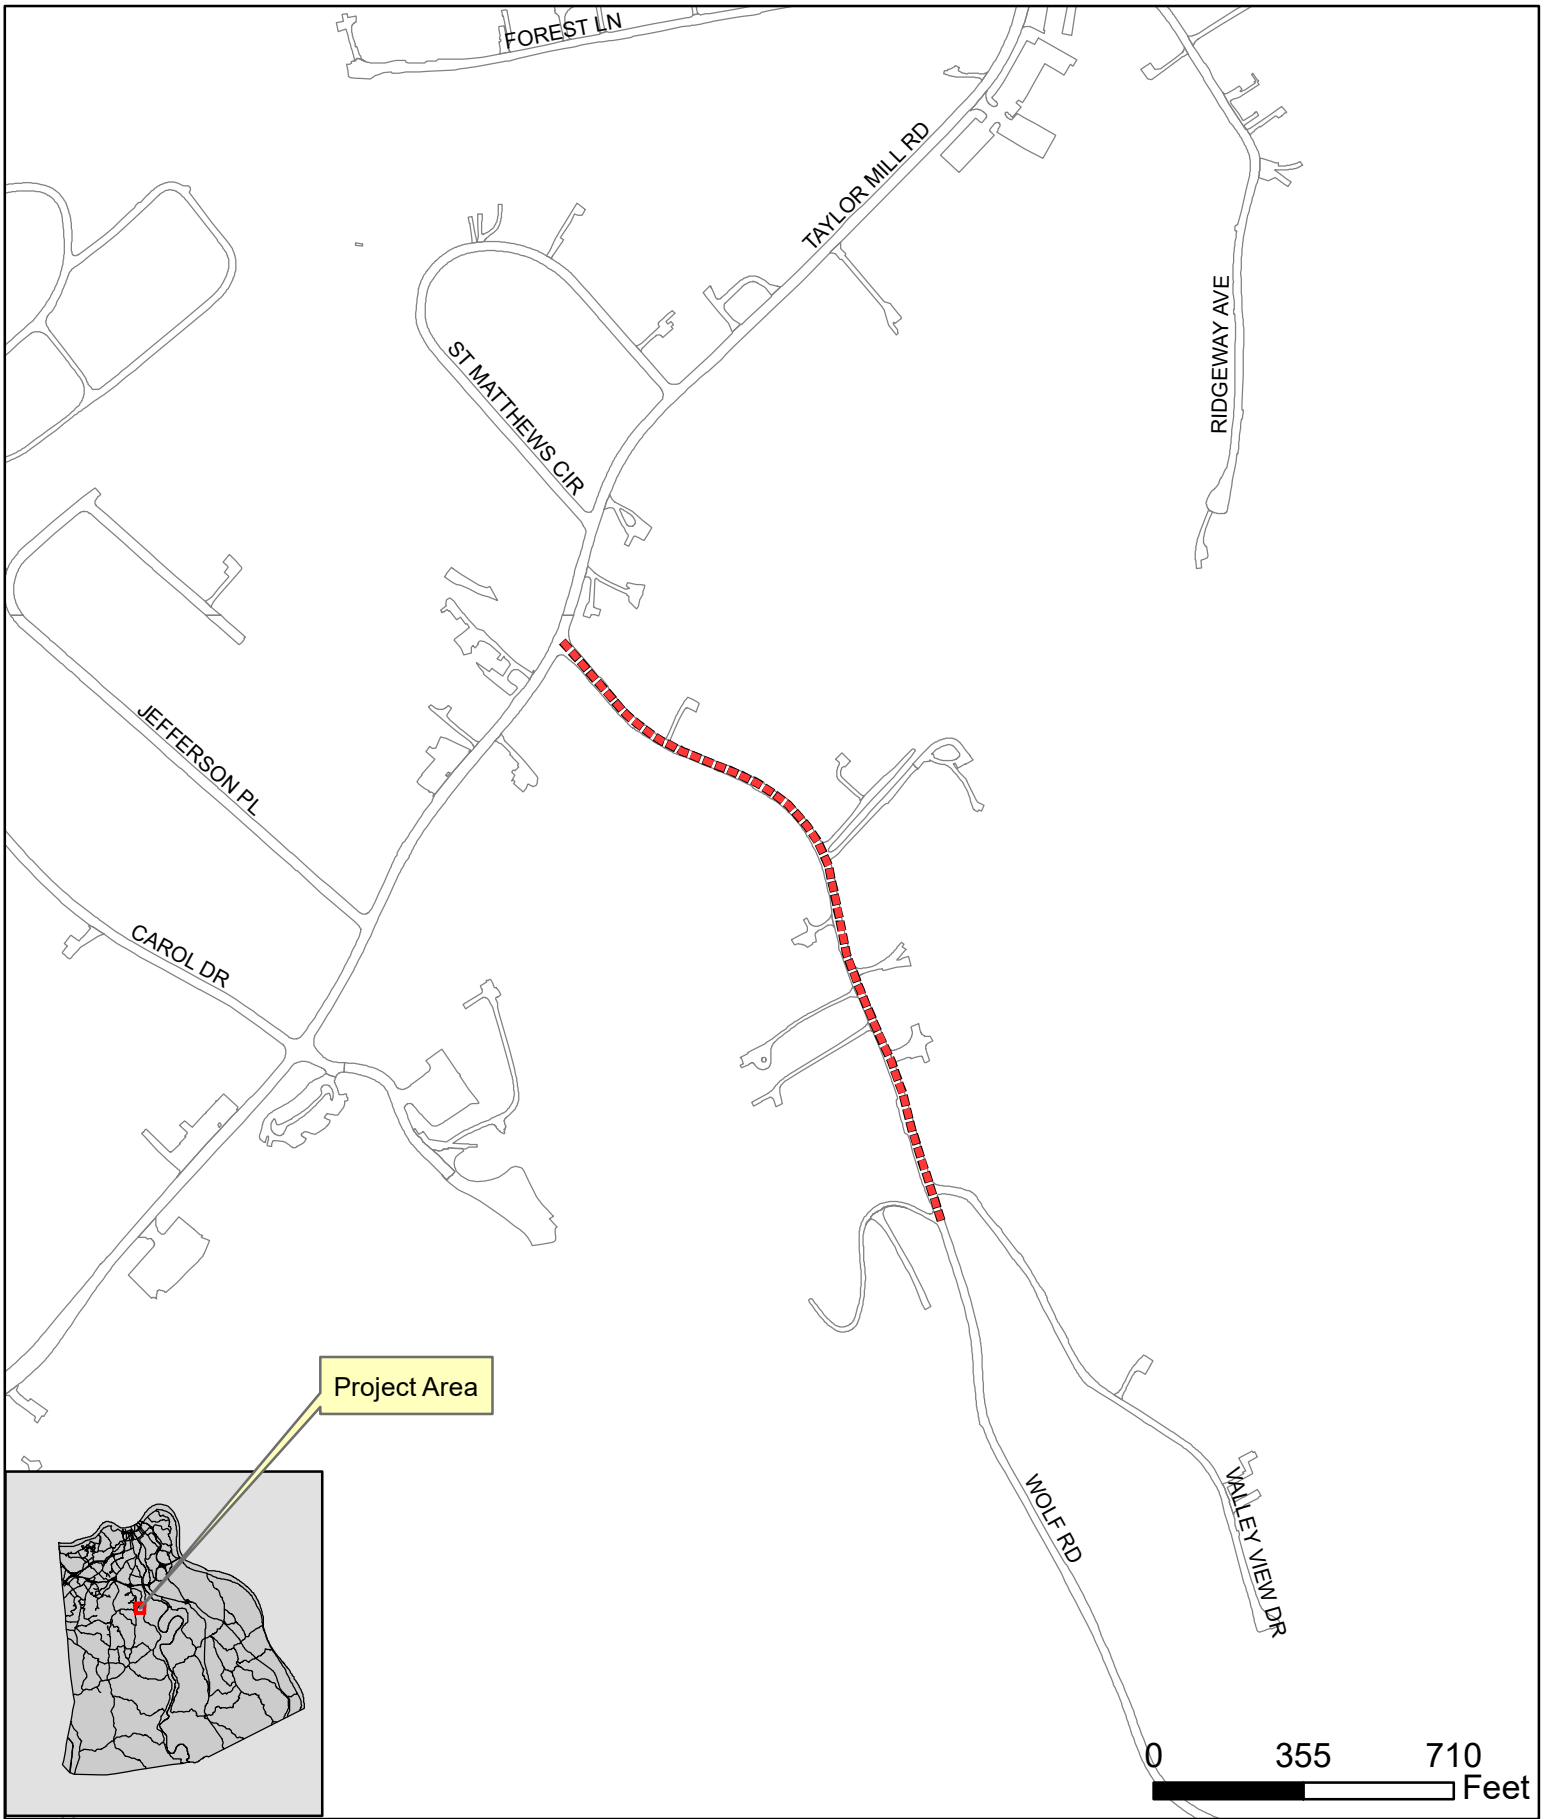 FOREST LN
TAYLOR MILL RD
RIDGEWAY AVE
ST MATTHEWS CIR
JEFFERSON PL
CAROL DR
Project Area
WOLF RD
VALLEY VIEW DR
0 355 710
Feet